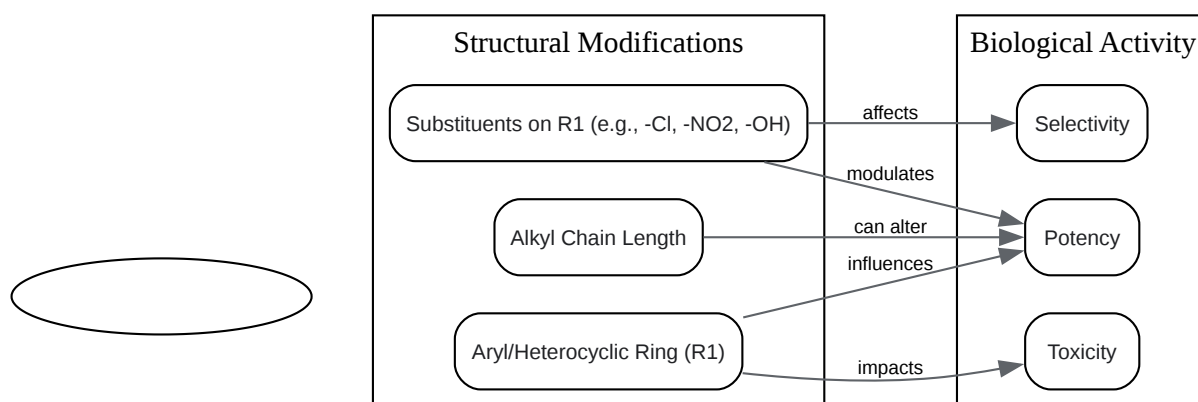 Structural Modifications
Biological Activity
Substituents on R1 (e.g., -Cl, -NO2, -OH)
affects
Selectivity
modulates
Alkyl Chain Length
can alter
Potency
influences
Aryl/Heterocyclic Ring (R1)
impacts
Toxicity